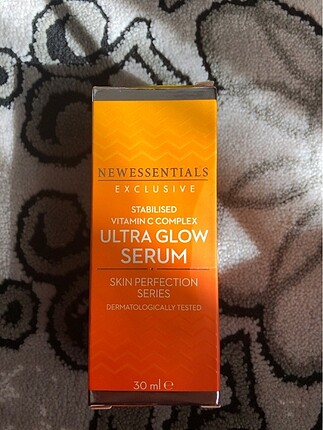 NEWESSENTIALS
EXCLUSIVE
STABILISED
VITAMIN C COMPLEX
ULTRA GLOW
SERUM
SKIN PERFECTION
SERIES
DERMATOLOGICALLY TESTED
30 ml ℮